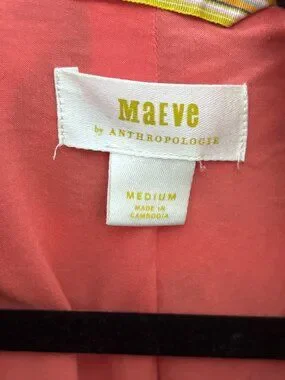 MAEVE
by ANTHROPOLOGIE
MEDIUM
MADE IN
CAMBODIA